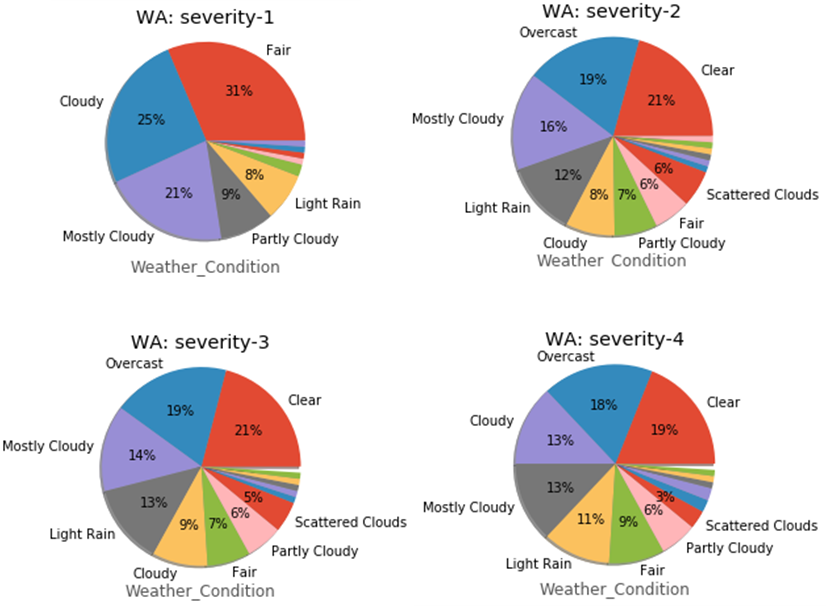 WA: severity-1
Fair
31%
Cloudy
25%
21%
Mostly Cloudy
9%
Partly Cloudy
8%
Light Rain
Weather_Condition
WA: severity-2
Clear
21%
Overcast
19%
Mostly Cloudy
16%
Light Rain
12%
Cloudy
8%
7%
Partly Cloudy
6%
Fair
6%
Scattered Clouds
Weather Condition
WA: severity-3
Clear
21%
Overcast
19%
Mostly Cloudy
14%
Light Rain
13%
Cloudy
9%
7%
Fair
6%
Partly Cloudy
5%
Scattered Clouds
Weather_Condition
WA: severity-4
Clear
19%
Overcast
18%
Cloudy
13%
Mostly Cloudy
13%
Light Rain
11%
9%
Fair
6%
Partly Cloudy
3%
Scattered Clouds
Weather_Condition